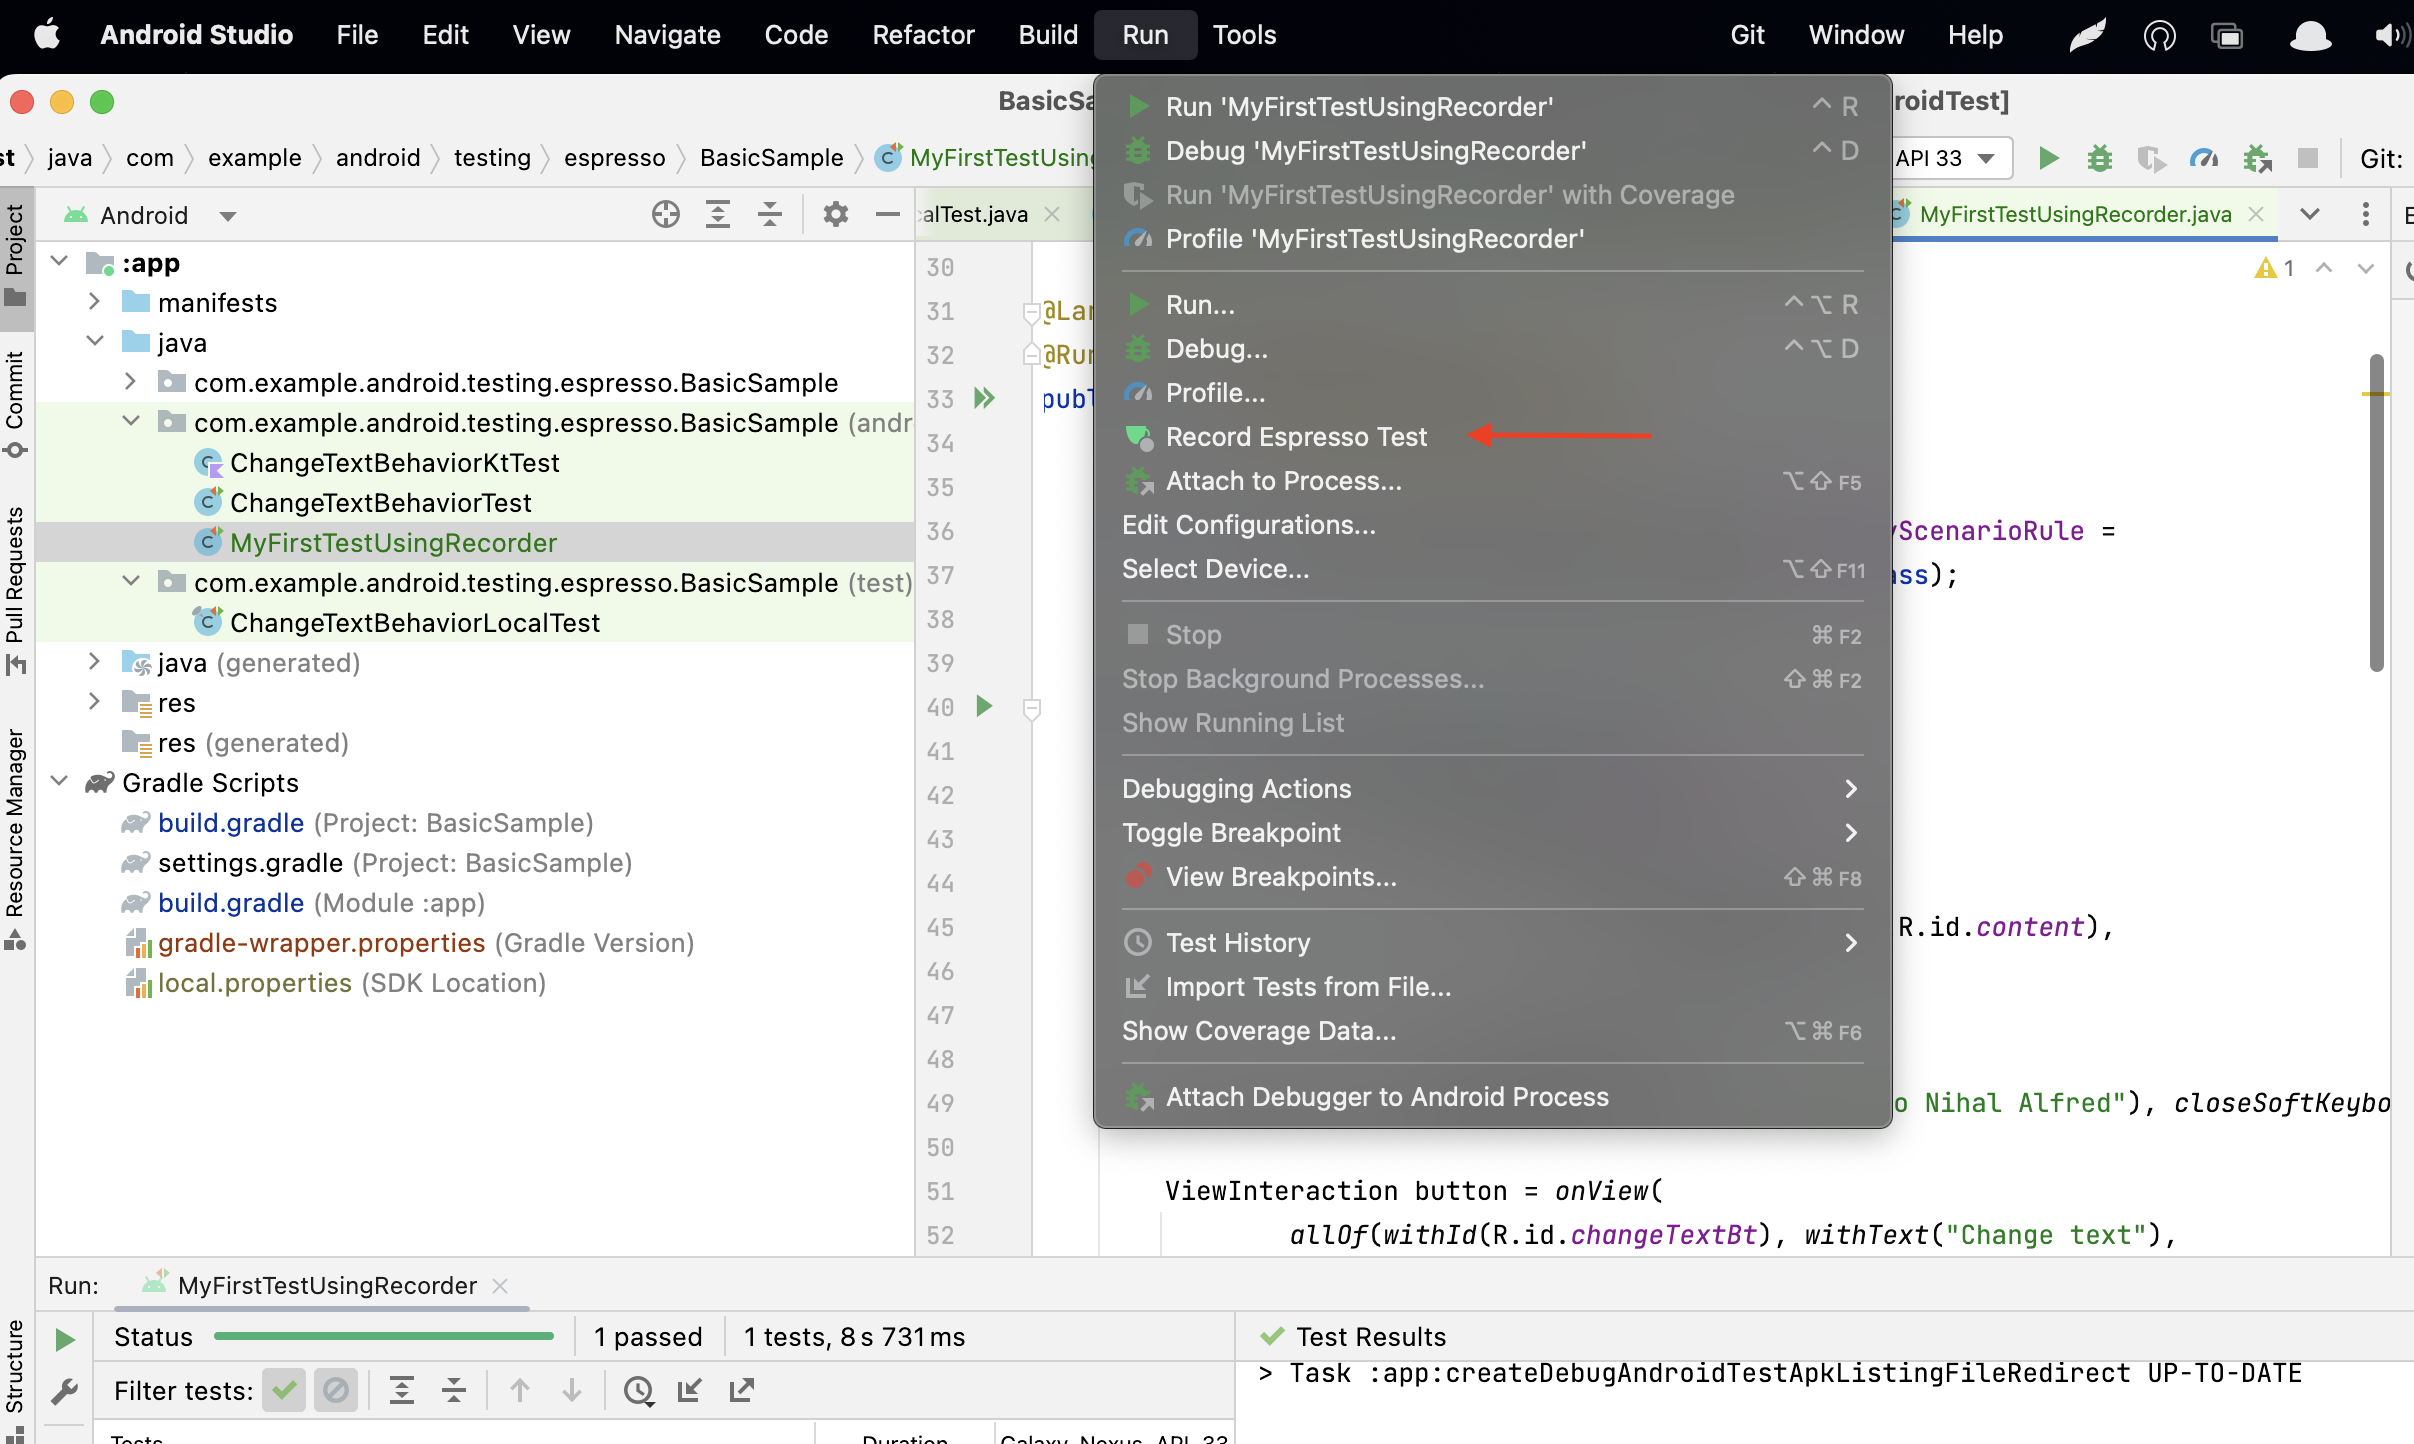 Android Studio File Edit View Navigate Code Refactor Build Run Tools Git Window Help
BasicSa
roidTest]
st java com example android testing espresso BasicSample MyFirstTestUsing
API 33
Git:
Android
alTest.java
MyFirstTestUsingRecorder.java
Project
Commit
Pull Requests
Resource Manager
Structure
:app
manifests
java
com.example.android.testing.espresso.BasicSample
com.example.android.testing.espresso.BasicSample (andr
ChangeTextBehaviorKtTest
ChangeTextBehaviorTest
MyFirstTestUsingRecorder
com.example.android.testing.espresso.BasicSample (test)
ChangeTextBehaviorLocalTest
java (generated)
res
res (generated)
Gradle Scripts
build.gradle (Project: BasicSample)
settings.gradle (Project: BasicSample)
build.gradle (Module :app)
gradle-wrapper.properties (Gradle Version)
local.properties (SDK Location)
Run 'MyFirstTestUsingRecorder' ^ R
Debug 'MyFirstTestUsingRecorder' ^ D
Run 'MyFirstTestUsingRecorder' with Coverage
Profile 'MyFirstTestUsingRecorder'
Run... ^⌥ R
Debug... ^⌥ D
Profile...
Record Espresso Test
Attach to Process... ⌥⇧F5
Edit Configurations...
Select Device... ⌥⇧F11
Stop ⌘F2
Stop Background Processes... ⇧⌘F2
Show Running List
Debugging Actions
Toggle Breakpoint
View Breakpoints... ⇧⌘F8
Test History
Import Tests from File...
Show Coverage Data... ⌥⌘F6
Attach Debugger to Android Process
1
30
31 @Lar
32 @Run
33 publ
34
35
36 yScenarioRule =
37 ass);
38
39
40
41
42
43
44
45 R.id.content),
46
47
48
49 o Nihal Alfred"), closeSoftKeybo
50
51 ViewInteraction button = onView(
52 allOf(withId(R.id.changeTextBt), withText("Change text"),
Run: MyFirstTestUsingRecorder
Status 1 passed 1 tests, 8 s 731 ms
Test Results
Filter tests:
> Task :app:createDebugAndroidTestApkListingFileRedirect UP-TO-DATE
Tests Duration Galaxy_Nexus_API_33